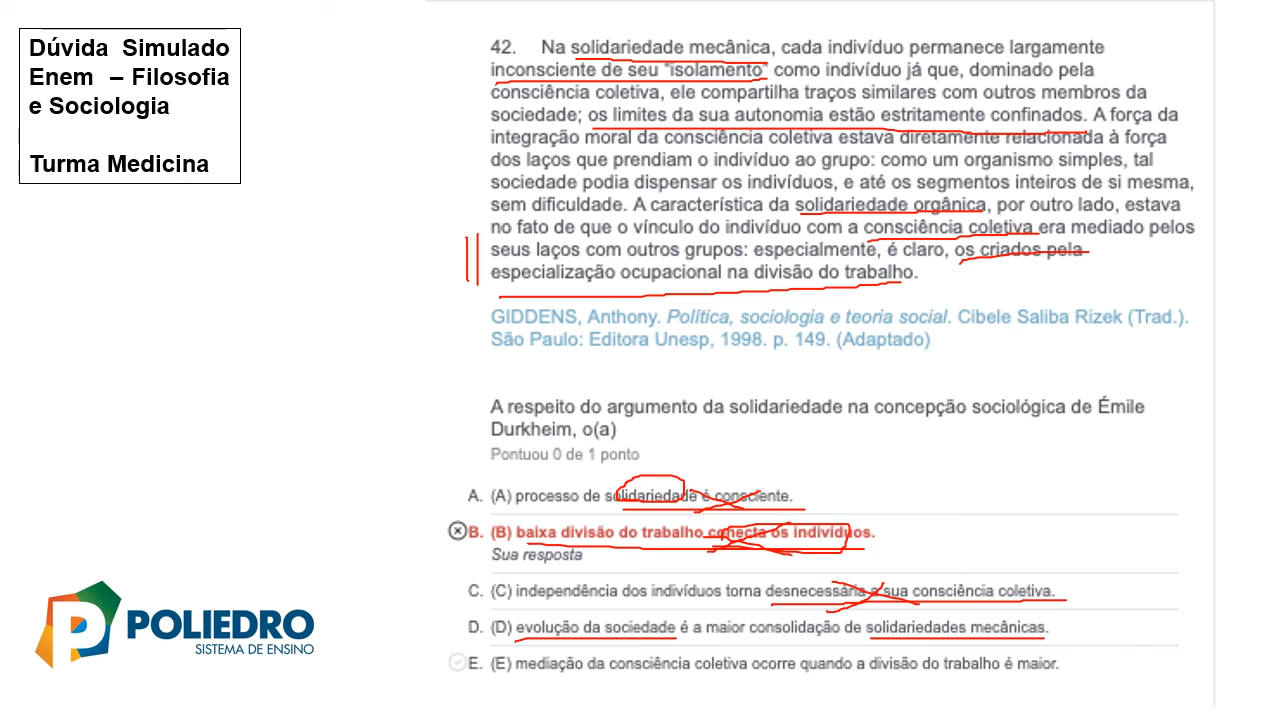 Dúvida Simulado
Enem – Filosofia
e Sociologia
Turma Medicina
42. Na solidariedade mecânica, cada indivíduo permanece largamente
inconsciente de seu "isolamento" como indivíduo já que, dominado pela
consciência coletiva, ele compartilha traços similares com outros membros da
sociedade; os limites da sua autonomia estão estritamente confinados. A força da
integração moral da consciência coletiva estava diretamente relacionada à força
dos laços que prendiam o indivíduo ao grupo: como um organismo simples, tal
sociedade podia dispensar os indivíduos, e até os segmentos inteiros de si mesma,
sem dificuldade. A característica da solidariedade orgânica, por outro lado, estava
no fato de que o vínculo do indivíduo com a consciência coletiva era mediado pelos
seus laços com outros grupos: especialmente, é claro, os criados pela
especialização ocupacional na divisão do trabalho.
GIDDENS, Anthony. Política, sociologia e teoria social. Cibele Saliba Rizek (Trad.).
São Paulo: Editora Unesp, 1998. p. 149. (Adaptado)
A respeito do argumento da solidariedade na concepção sociológica de Émile
Durkheim, o(a)
Pontuou 0 de 1 ponto
A. (A) processo de solidariedade é consciente.
B. (B) baixa divisão do trabalho conecta os indivíduos.
Sua resposta
C. (C) independência dos indivíduos torna desnecessária a sua consciência coletiva.
D. (D) evolução da sociedade é a maior consolidação de solidariedades mecânicas.
E. (E) mediação da consciência coletiva ocorre quando a divisão do trabalho é maior.
POLIEDRO
SISTEMA DE ENSINO